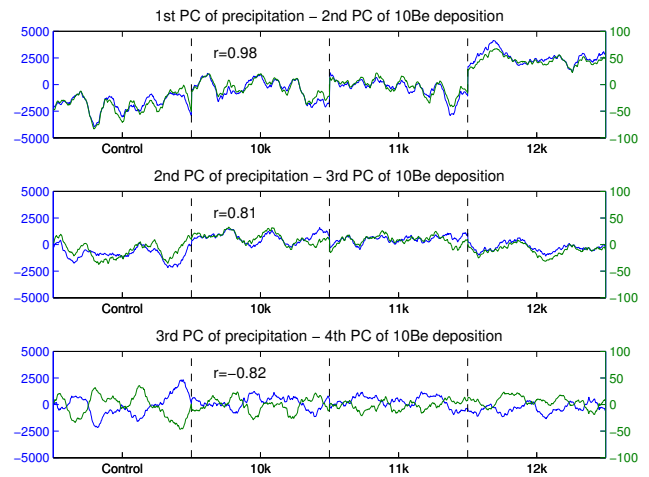 1st PC of precipitation − 2nd PC of 10Be deposition
5000 100
r=0.98
2500 50
0 0
−2500 −50
−5000 −100
Control 10k 11k 12k
2nd PC of precipitation − 3rd PC of 10Be deposition
5000 100
r=0.81
2500 50
0 0
−2500 −50
−5000 −100
Control 10k 11k 12k
3rd PC of precipitation − 4th PC of 10Be deposition
5000 100
r=−0.82
2500 50
0 0
−2500 −50
−5000 −100
Control 10k 11k 12k